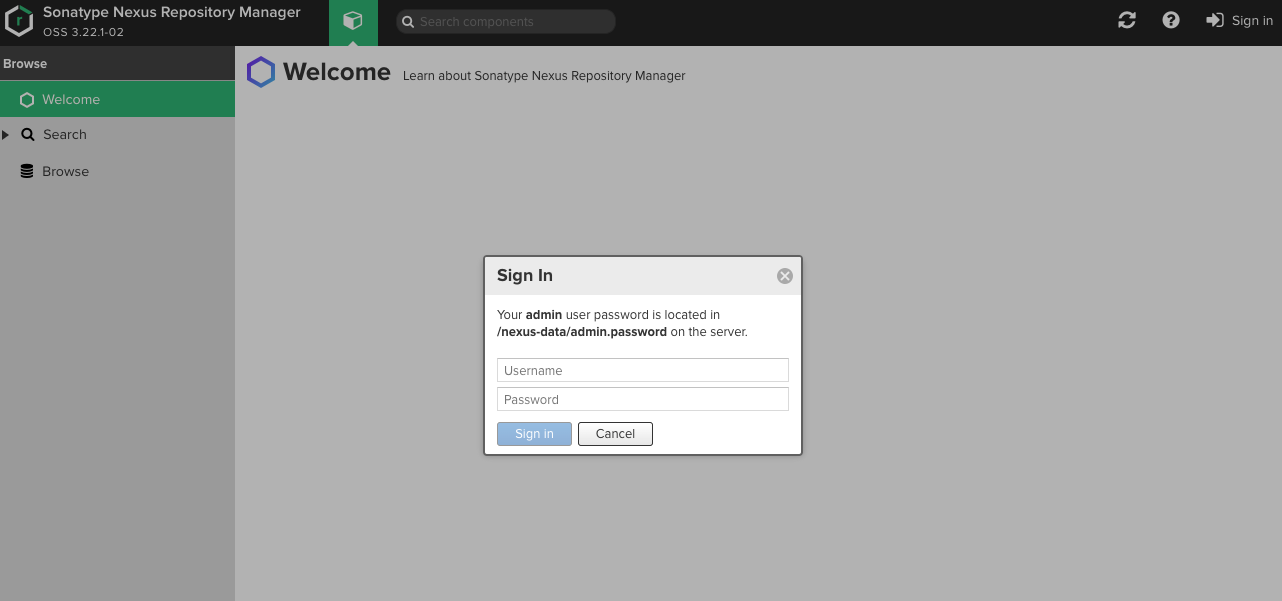 Sonatype Nexus Repository Manager
OSS 3.22.1-02
Search components
Sign in
Browse
Welcome
Search
Browse
Welcome Learn about Sonatype Nexus Repository Manager
Sign In
Your admin user password is located in
/nexus-data/admin.password on the server.
Username
Password
Sign in Cancel